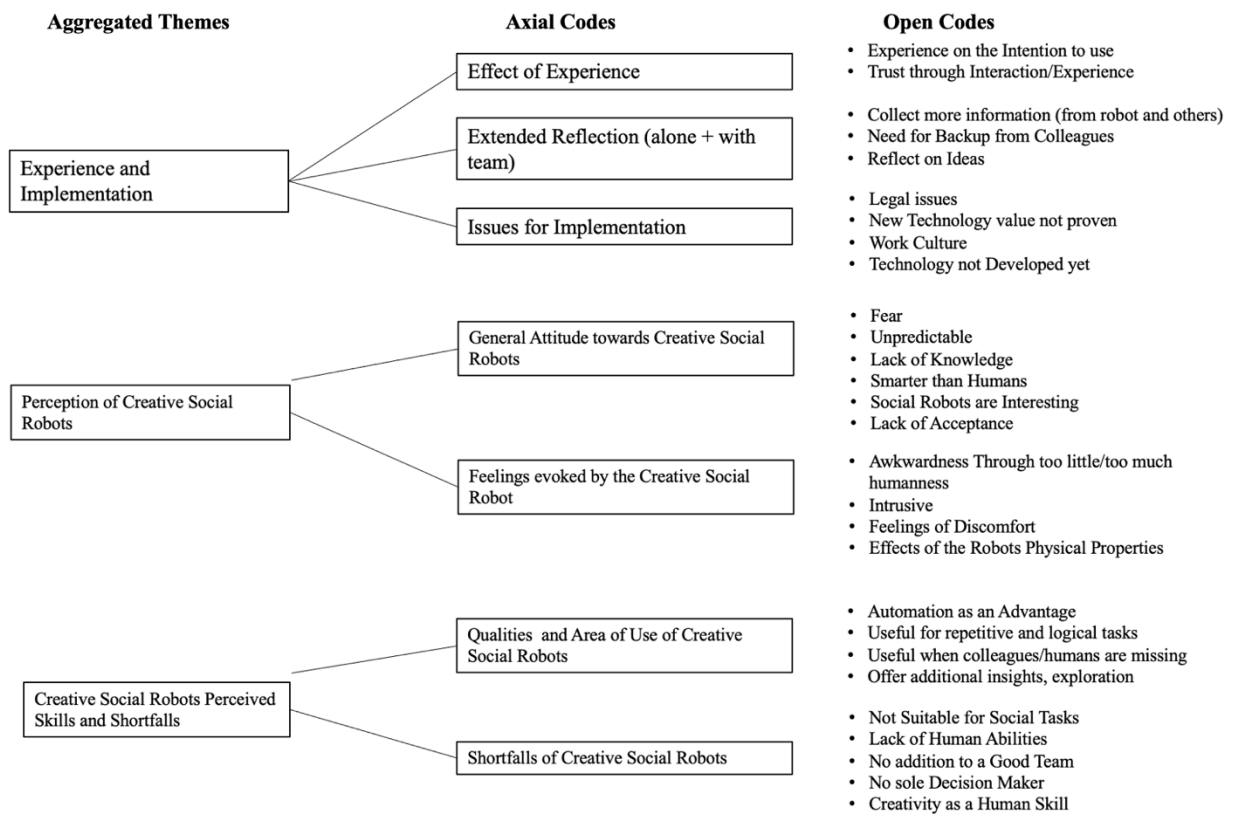 Aggregated Themes
Axial Codes
Open Codes
Experience and
Implementation
Effect of Experience
• Experience on the Intention to use
• Trust through Interaction/Experience
Extended Reflection (alone + with
team)
• Collect more information (from robot and others)
• Need for Backup from Colleagues
• Reflect on Ideas
Issues for Implementation
• Legal issues
• New Technology value not proven
• Work Culture
• Technology not Developed yet
Perception of Creative Social
Robots
General Attitude towards Creative Social
Robots
• Fear
• Unpredictable
• Lack of Knowledge
• Smarter than Humans
• Social Robots are Interesting
• Lack of Acceptance
Feelings evoked by the Creative Social
Robot
• Awkwardness Through too little/too much
humanness
• Intrusive
• Feelings of Discomfort
• Effects of the Robots Physical Properties
Creative Social Robots Perceived
Skills and Shortfalls
Qualities and Area of Use of Creative
Social Robots
• Automation as an Advantage
• Useful for repetitive and logical tasks
• Useful when colleagues/humans are missing
• Offer additional insights, exploration
Shortfalls of Creative Social Robots
• Not Suitable for Social Tasks
• Lack of Human Abilities
• No addition to a Good Team
• No sole Decision Maker
• Creativity as a Human Skill